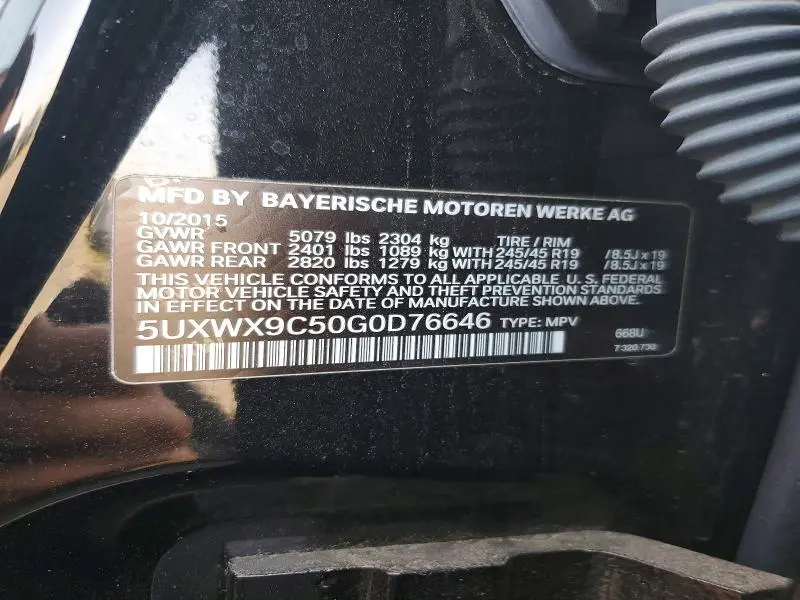 MFD BY BAYERISCHE MOTOREN WERKE AG
10/2015
GVWR 5079 lbs 2304 kg TIRE / RIM
GAWR FRONT 2401 lbs 1089 kg WITH 245/45 R19 /8.5J x 19
GAWR REAR 2820 lbs 1279 kg WITH 245/45 R19 /8.5J x 19
THIS VEHICLE CONFORMS TO ALL APPLICABLE U.S. FEDERAL
MOTOR VEHICLE SAFETY AND THEFT PREVENTION STANDARDS
IN EFFECT ON THE DATE OF MANUFACTURE SHOWN ABOVE.
5UXWX9C50G0D76646 TYPE: MPV
668U
7 320 730